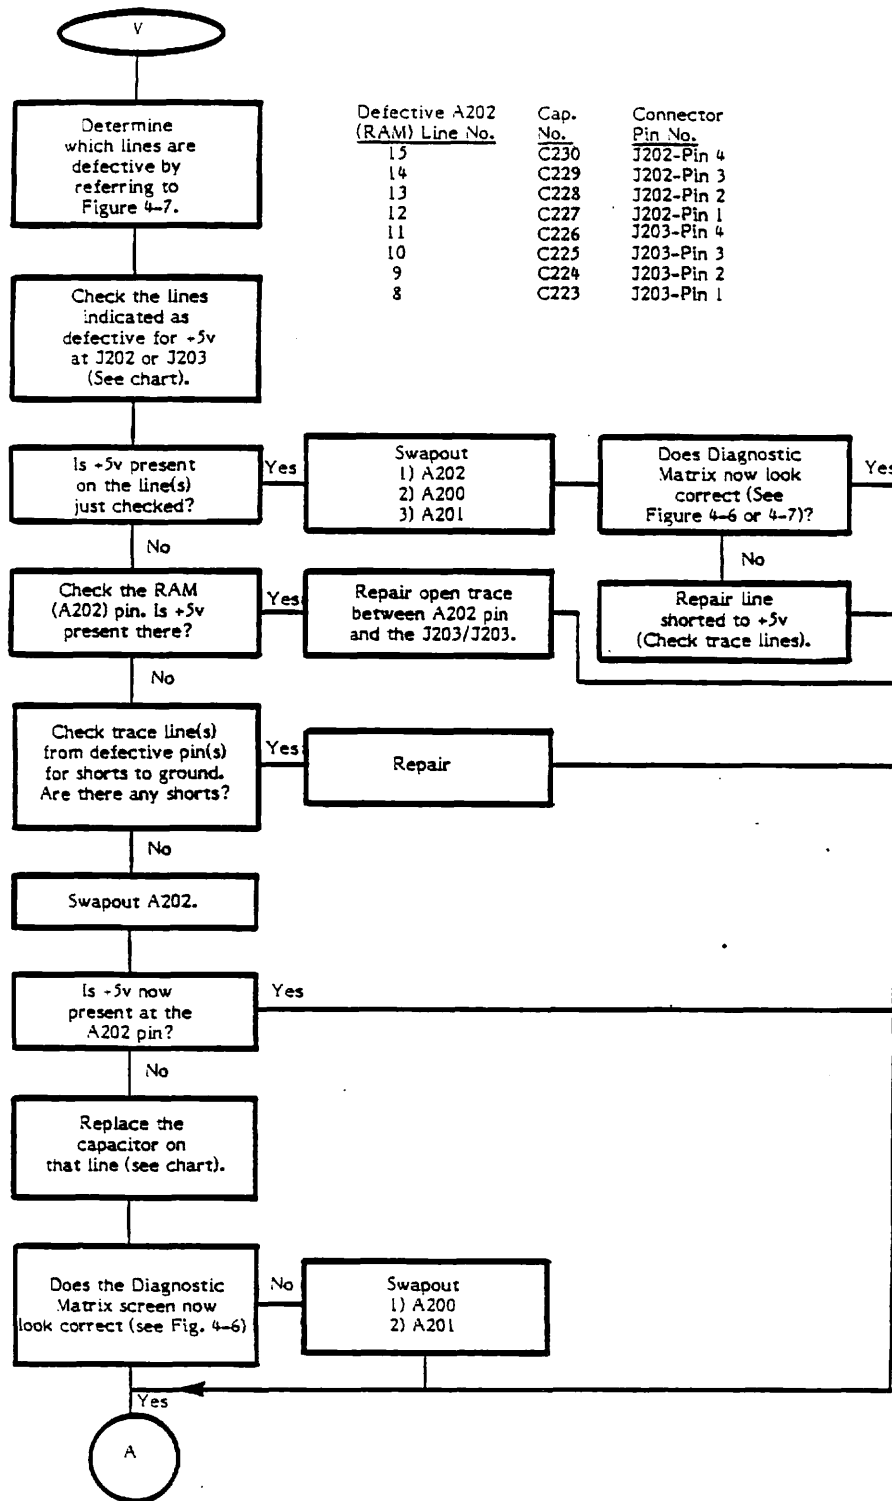 V
Determine
which lines are
defective by
referring to
Figure 4-7.
Defective A202 Cap. Connector
(RAM) Line No. No. Pin No.
15 C230 J202-Pin 4
14 C229 J202-Pin 3
13 C228 J202-Pin 2
12 C227 J202-Pin 1
11 C226 J203-Pin 4
10 C225 J203-Pin 3
9 C224 J203-Pin 2
8 C223 J203-Pin 1
Check the lines
indicated as
defective for +5v
at J202 or J203
(See chart).
Is +5v present
on the line(s)
just checked?
Yes
Swapout
1) A202
2) A200
3) A201
Does Diagnostic
Matrix now look
correct (See
Figure 4-6 or 4-7)?
Yes
No
No
Check the RAM
(A202) pin. Is +5v
present there?
Yes
Repair open trace
between A202 pin
and the J203/J203.
Repair line
shorted to +5v
(Check trace lines).
No
Check trace line(s)
from defective pin(s)
for shorts to ground.
Are there any shorts?
Yes
Repair
No
Swapout A202.
Is +5v now
present at the
A202 pin?
Yes
No
Replace the
capacitor on
that line (see chart).
Does the Diagnostic
Matrix screen now
look correct (see Fig. 4-6)
No
Swapout
1) A200
2) A201
Yes
A